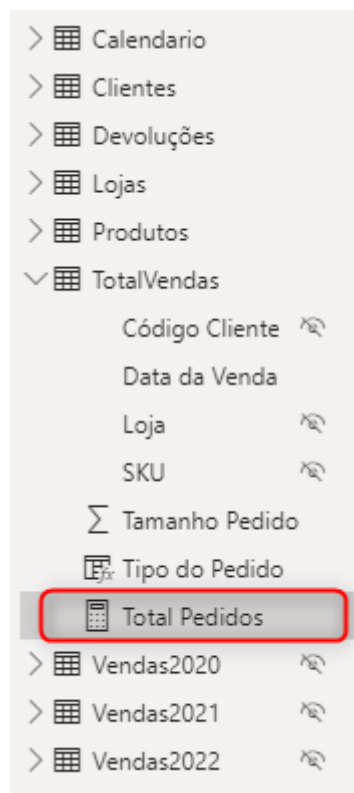 Calendario
Clientes
Devoluções
Lojas
Produtos
TotalVendas
Código Cliente
Data da Venda
Loja
SKU
Tamanho Pedido
Tipo do Pedido
Total Pedidos
Vendas2020
Vendas2021
Vendas2022